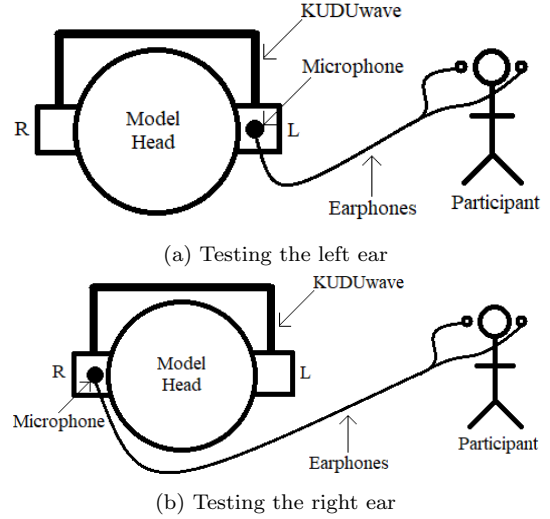 KUDUwave
Microphone
Model
Head
R
L
Earphones
Participant
(a) Testing the left ear
KUDUwave
Model
Head
R
L
Microphone
Earphones
Participant
(b) Testing the right ear